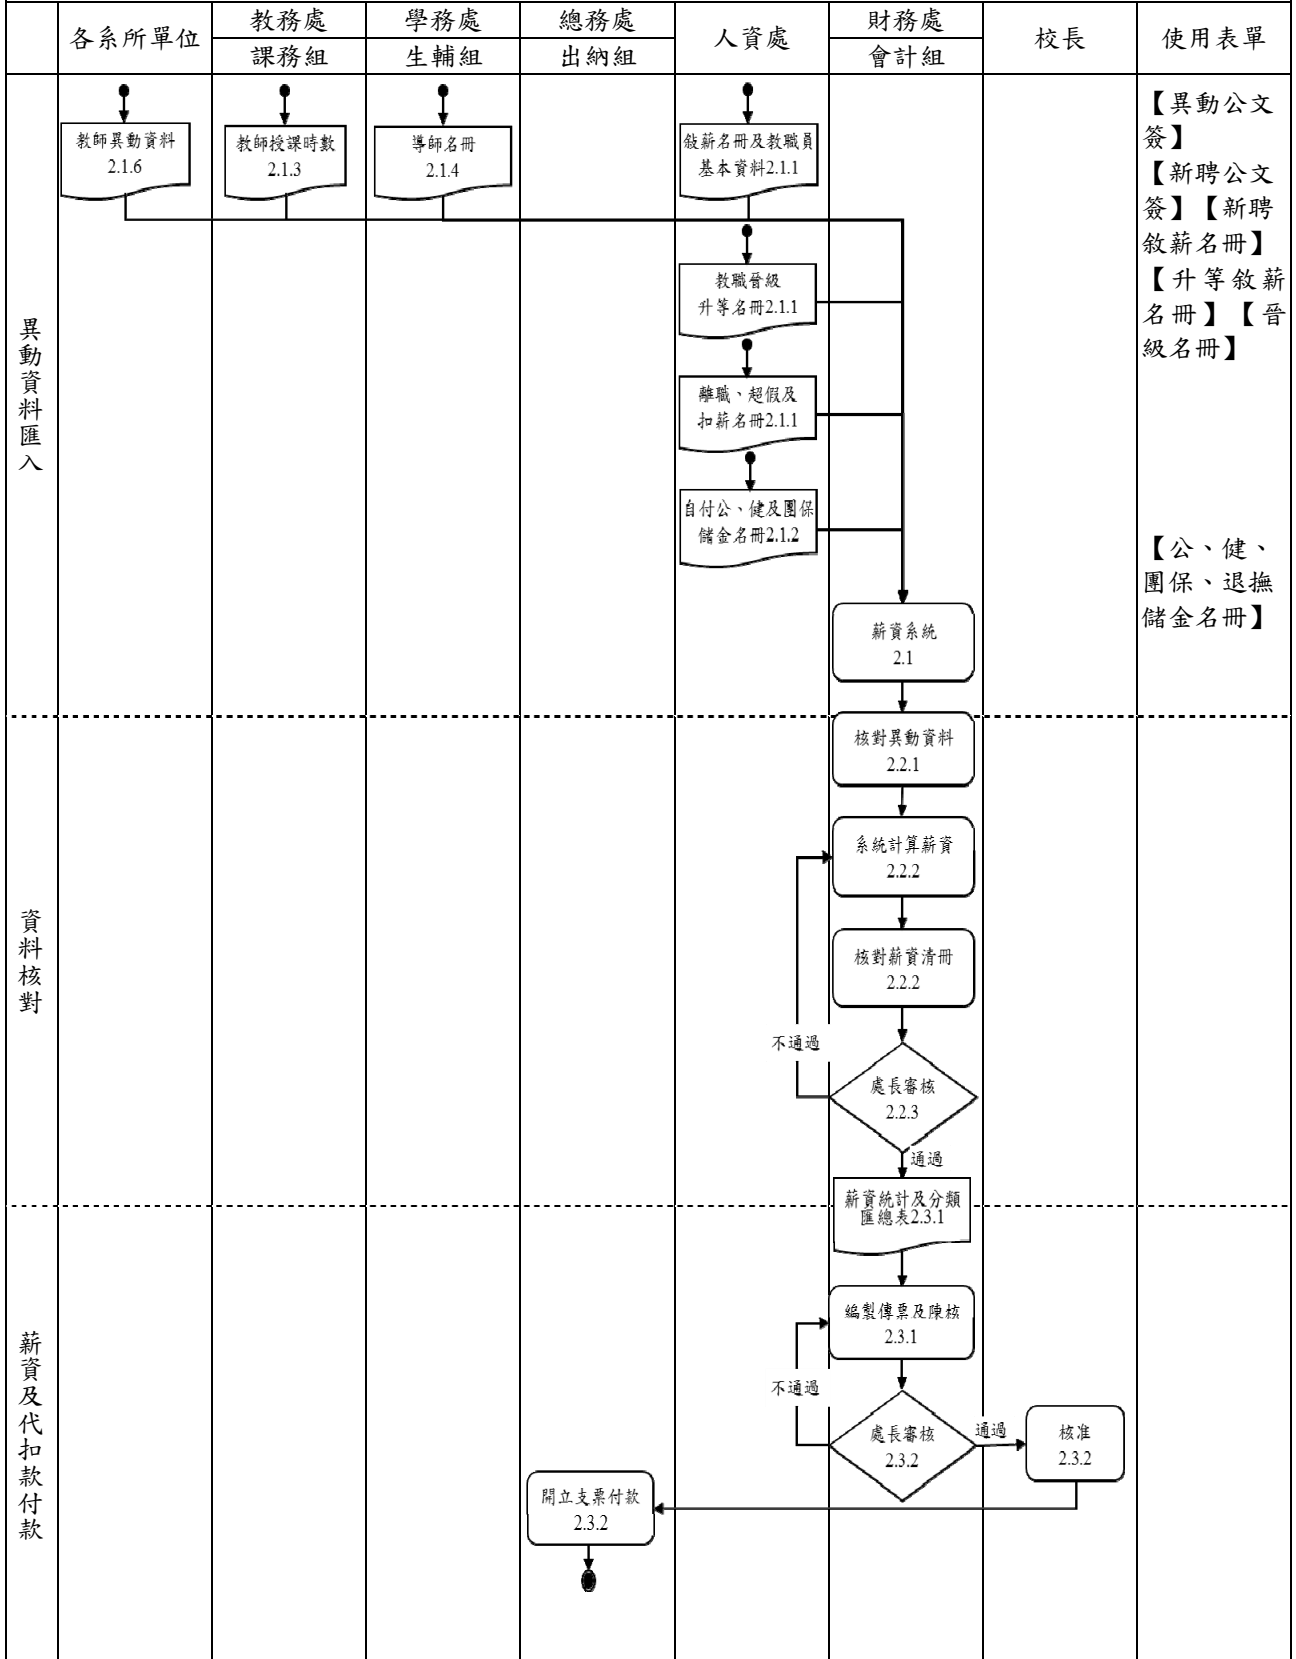 各系所單位
教務處
課務組
學務處
生輔組
總務處
出納組
人資處
財務處
會計組
校長
使用表單
異動資料匯入
教師異動資料
2.1.6
教師授課時數
2.1.3
導師名冊
2.1.4
敍薪名冊及教職員
基本資料2.1.1
教職晉級
升等名冊2.1.1
離職、超假及
扣薪名冊2.1.1
自付公、健及團保
儲金名冊2.1.2
薪資系統
2.1
【異動公文
簽】
【新聘公文
簽】【新聘
敘薪名冊】
【升等敘薪
名冊】【晉
級名冊】
【公、健、
團保、退撫
儲金名冊】
資料核對
核對異動資料
2.2.1
系統計算薪資
2.2.2
核對薪資清冊
2.2.2
不通過
處長審核
2.2.3
通過
薪資統計及分類
匯總表2.3.1
薪資及代扣款付款
編製傳票及陳核
2.3.1
不通過
處長審核
2.3.2
通過
核准
2.3.2
開立支票付款
2.3.2